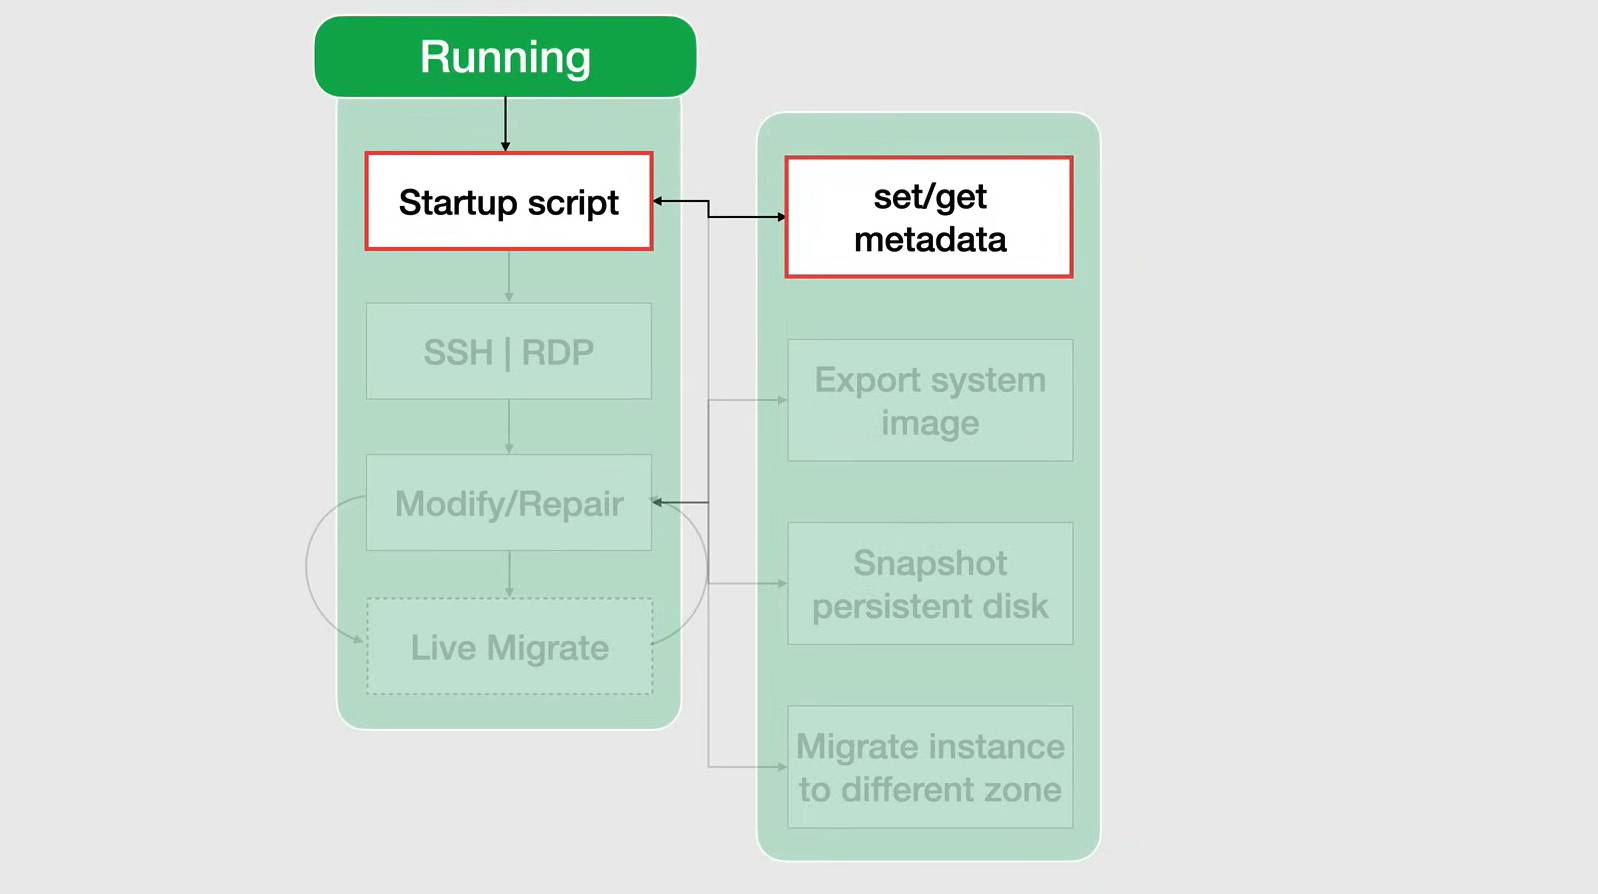 Running
Startup script
SSH | RDP
Modify/Repair
Live Migrate
set/get
metadata
Export system
image
Snapshot
persistent disk
Migrate instance
to different zone